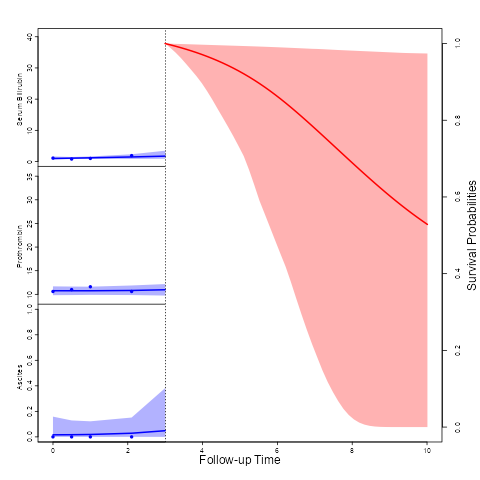 Serum Bilirubin
0 10 20 30 40
Prothrombin
10 15 20 25 30 35
Ascites
0.0 0.2 0.4 0.6 0.8 1.0
0 2 4 6 8 10
Follow-up Time
0.0 0.2 0.4 0.6 0.8 1.0
Survival Probabilities